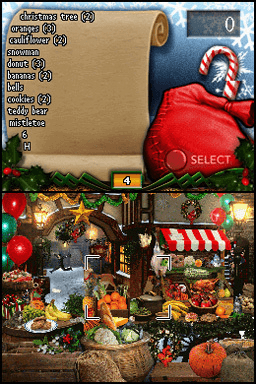 christmas tree (2)
oranges (3)
cauliflower (2)
snowman
donut (3)
bananas (2)
bells
cookies (2)
teddy bear
mistletoe
6
H
0
SELECT
4